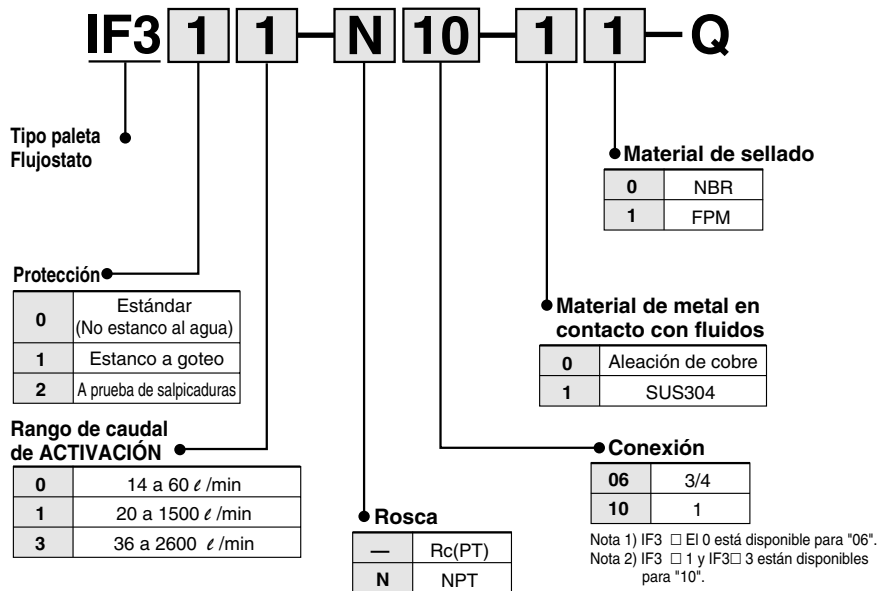 IF3 1 1 — N 10 — 1 1 — Q
Tipo paleta
Flujostato
Material de sellado
0 NBR
1 FPM
Protección
0 Estándar
(No estanco al agua)
1 Estanco a goteo
2 A prueba de salpicaduras
Material de metal en
contacto con fluidos
0 Aleación de cobre
1 SUS304
Rango de caudal
de ACTIVACIÓN
0 14 a 60 ℓ /min
1 20 a 1500 ℓ /min
3 36 a 2600 ℓ /min
Conexión
06 3/4
10 1
Rosca
— Rc(PT)
N NPT
Nota 1) IF3 □ El 0 está disponible para "06".
Nota 2) IF3 □ 1 y IF3□ 3 están disponibles
para "10".